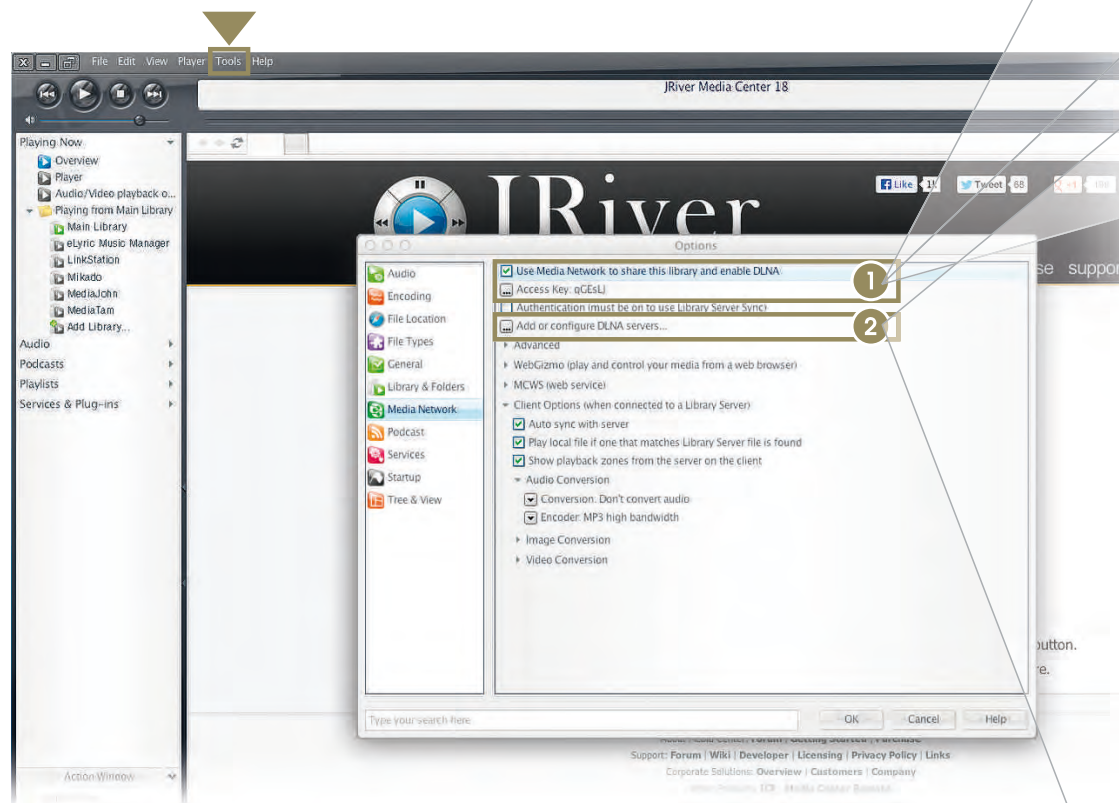 File Edit View Player Tools Help
JRiver Media Center 18
Playing Now
Overview
Player
Audio/Video playback o...
Playing from Main Library
Main Library
eLyric Music Manager
LinkStation
Mikado
MediaJohn
MediaTam
Add Library...
Audio
Podcasts
Playlists
Services & Plug-ins
Action Window
JRiver
Like 1k
Tweet 68
+1
se suppo
Options
Audio
Encoding
File Location
File Types
General
Library & Folders
Media Network
Podcast
Services
Startup
Tree & View
Use Media Network to share this library and enable DLNA
1
Access Key: qGEsLJ
Authentication (must be on to use Library Server Sync)
Add or configure DLNA servers...
2
Advanced
WebGizmo (play and control your media from a web browser)
MCWS (web service)
Client Options (when connected to a Library Server)
Auto sync with server
Play local file if one that matches Library Server file is found
Show playback zones from the server on the client
Audio Conversion
Conversion: Don't convert audio
Encoder: MP3 high bandwidth
Image Conversion
Video Conversion
Type your search here
OK Cancel Help
utton.
re.
Support: Forum | Wiki | Developer | Licensing | Privacy Policy | Links
Corporate Solutions: Overview | Customers | Company